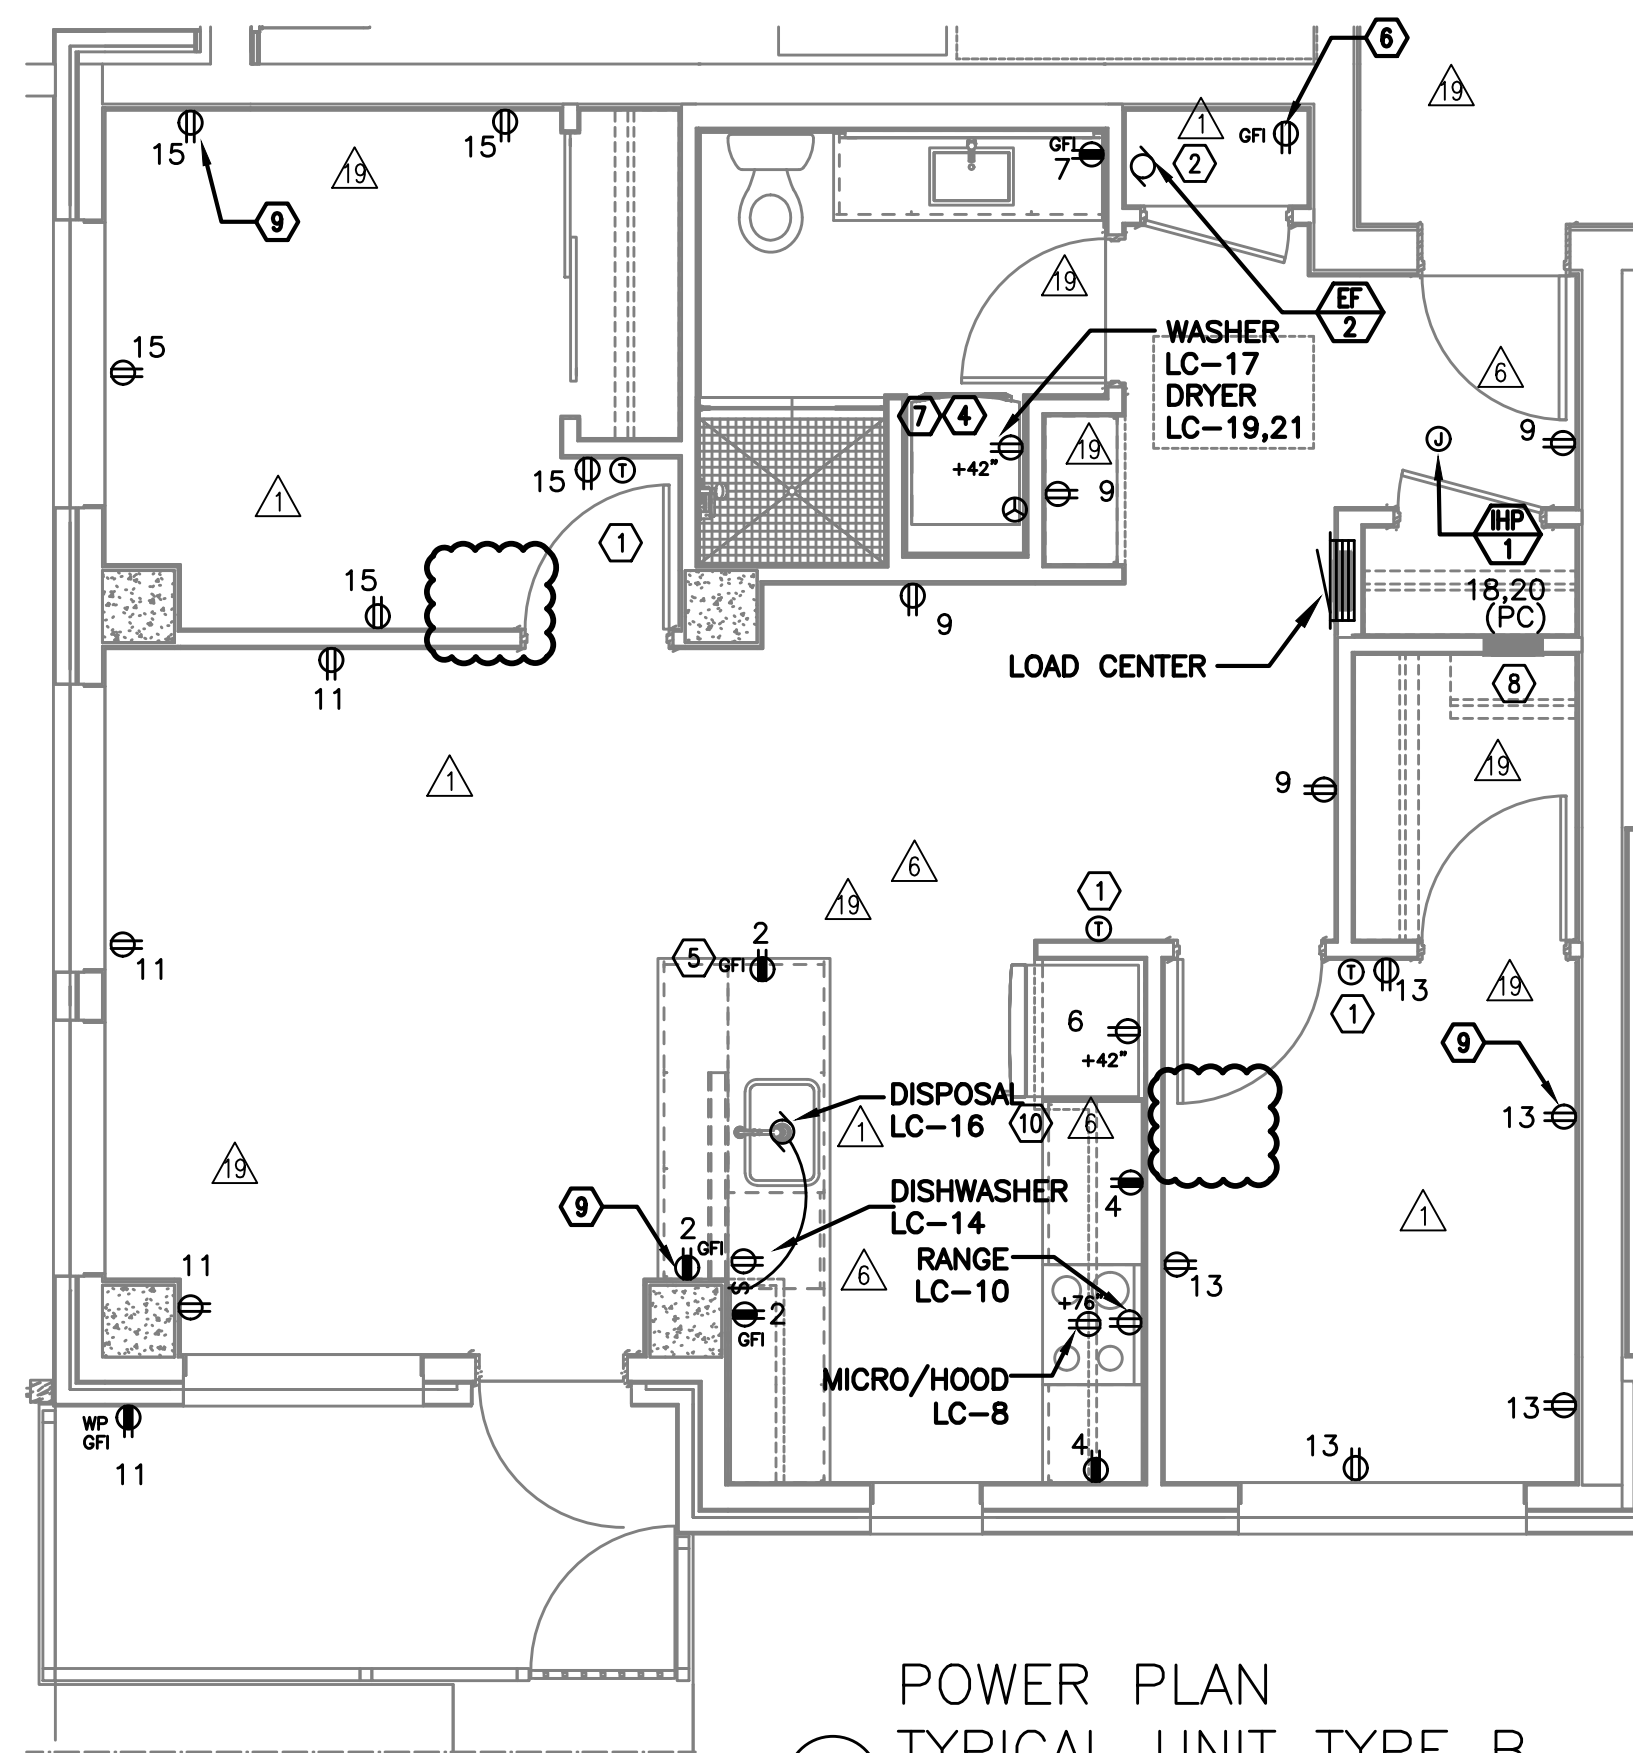 6
19
1
GFI
15
15
GFI
7
2
19
9
19
EF
2
WASHER
LC-17
DRYER
LC-19,21
15
6
7
4
9
J
19
+42"
15
T
9
1
IHP
1
1
15
18,20
(PC)
9
LOAD CENTER
8
11
19
1
9
6
1
19
T
2
5
GFI
11
T
13
19
6
1
+42"
9
DISPOSAL
LC-16
1
10
6
13
19
DISHWASHER
LC-14
4
9
1
2
GFI
RANGE
LC-10
11
6
13
S
+76"
2
GFI
MICRO/HOOD
LC-8
13
WP
GFI
11
4
13
POWER PLAN
TYPICAL UNIT TYPE B